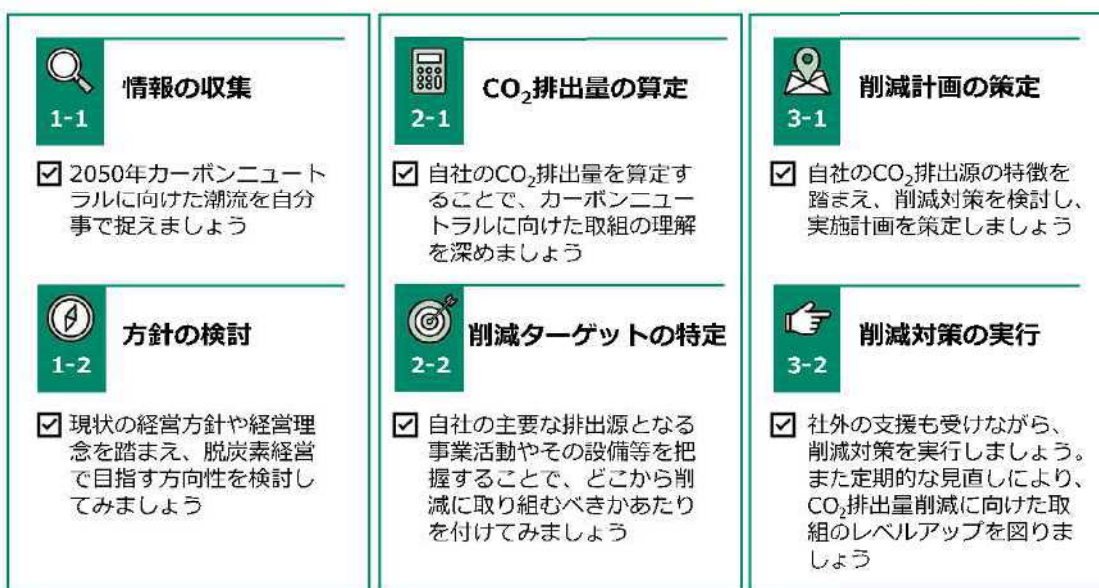 情報の収集
1-1
2050年カーボンニュート
ラルに向けた潮流を自分
事で捉えましょう
方針の検討
1-2
現状の経営方針や経営理
念を踏まえ、脱炭素経営
で目指す方向性を検討し
てみましょう
CO₂排出量の算定
2-1
自社のCO₂排出量を算定す
ることで、カーボンニュー
トラルに向けた取組の理解
を深めましょう
削減ターゲットの特定
2-2
自社の主要な排出源となる
事業活動やその設備等を把
握することで、どこから削
減に取り組むべきかあたり
を付けてみましょう
削減計画の策定
3-1
自社のCO₂排出源の特徴を
踏まえ、削減対策を検討し、
実施計画を策定しましょう
削減対策の実行
3-2
社外の支援も受けながら、
削減対策を実行しましょう。
また定期的な見直しにより、
CO₂排出量削減に向けた取
組のレベルアップを図りま
しょう